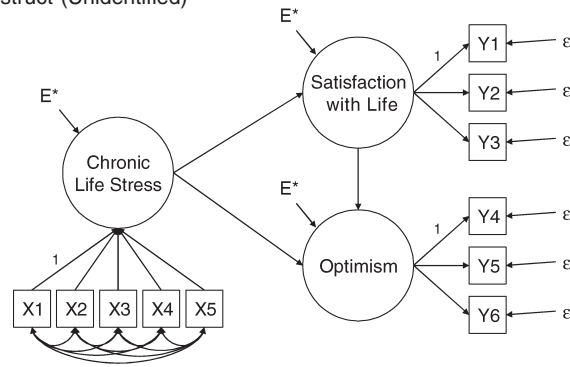 struct (Unidentified)
E*
Y1
1
ε
Satisfaction
with Life
Y2
ε
E*
Y3
ε
Chronic
Life Stress
E*
Y4
1
ε
Optimism
Y5
ε
1
Y6
ε
X1
X2
X3
X4
X5